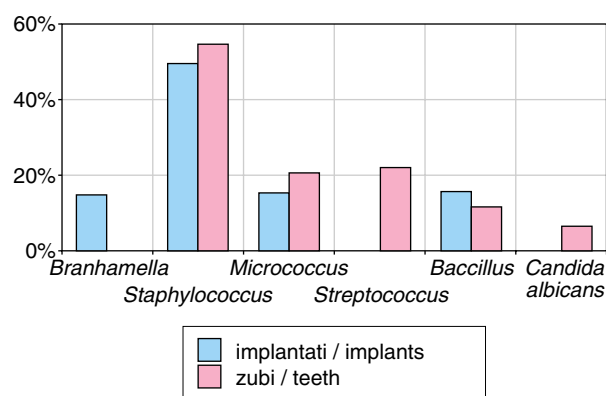 60%
40%
20%
0%
Branhamella
Staphylococcus
Micrococcus
Streptococcus
Baccillus
Candida
albicans
implantati / implants
zubi / teeth